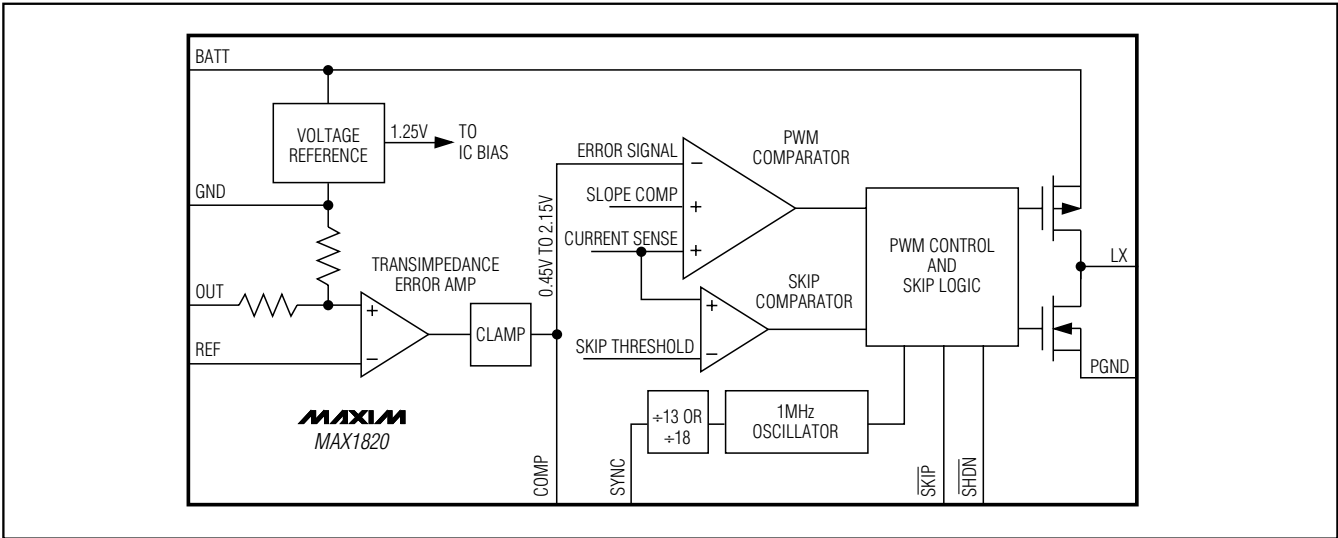 BATT
VOLTAGE
REFERENCE
1.25V
TO
IC BIAS
GND
OUT
REF
TRANSIMPEDANCE
ERROR AMP
+
−
CLAMP
0.45V TO 2.15V
ERROR SIGNAL
SLOPE COMP
CURRENT SENSE
−
+
+
PWM
COMPARATOR
SKIP
COMPARATOR
SKIP THRESHOLD
+
−
PWM CONTROL
AND
SKIP LOGIC
LX
PGND
÷13 OR
÷18
1MHz
OSCILLATOR
MAXIM
MAX1820
COMP
SYNC
S̅K̅I̅P̅
S̅H̅D̅N̅